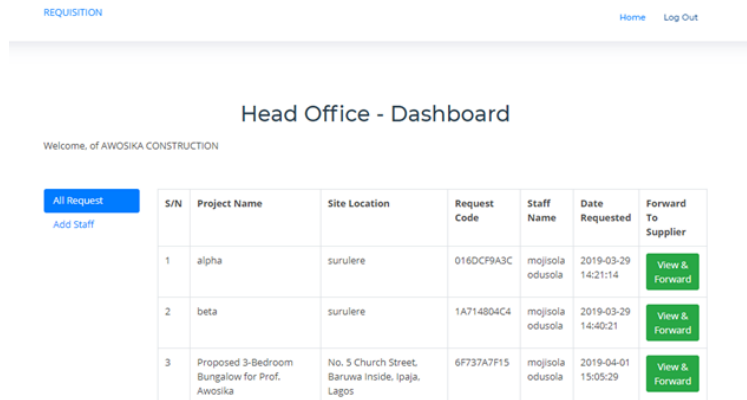 REQUISITION
Home Log Out
Head Office - Dashboard
Welcome, of AWOSIKA CONSTRUCTION
All Request
Add Staff
S/N Project Name Site Location Request Code Staff Name Date Requested Forward To Supplier
1 alpha surulere 016DCF9A3C mojisola odusola 2019-03-29 14:21:14 View & Forward
2 beta surulere 1A714804C4 mojisola odusola 2019-03-29 14:40:21 View & Forward
3 Proposed 3-Bedroom Bungalow for Prof. Awosika No. 5 Church Street, Baruwa Inside, Ipaja, Lagos 6F737A7F15 mojisola odusola 2019-04-01 15:05:29 View & Forward